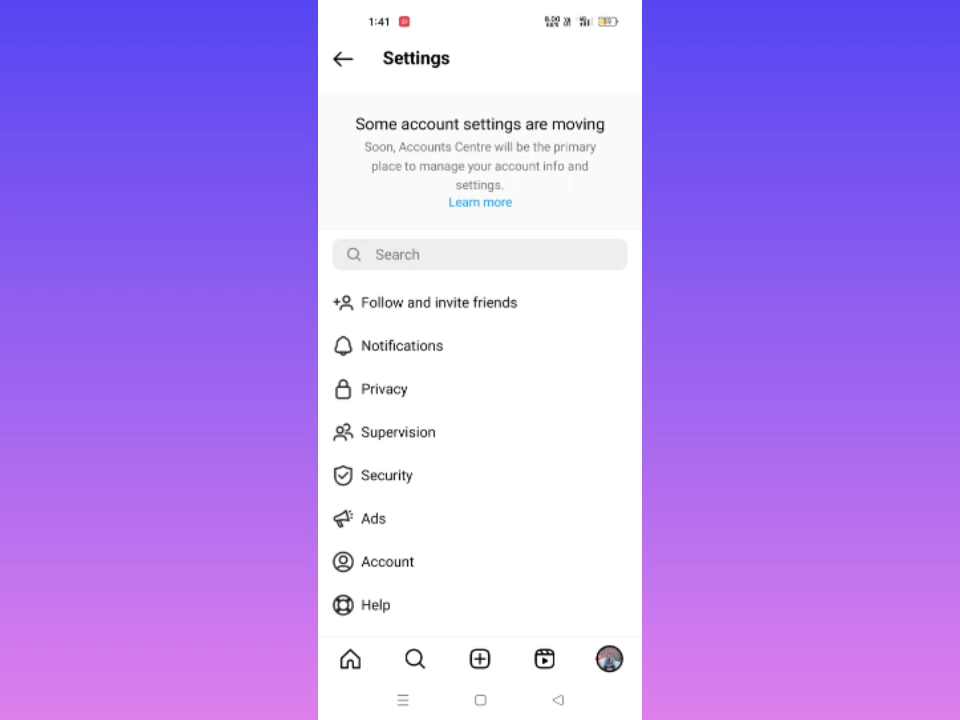 1:41
Settings
Some account settings are moving
Soon, Accounts Centre will be the primary
place to manage your account info and
settings.
Learn more
Search
Follow and invite friends
Notifications
Privacy
Supervision
Security
Ads
Account
Help